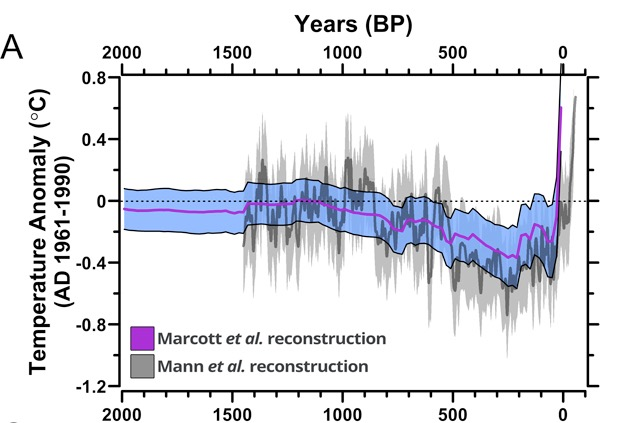 Years (BP)
A
2000 1500 1000 500 0
0.8
0.4
0
-0.4
-0.8
-1.2
Temperature Anomaly (°C)
(AD 1961-1990)
Marcott et al. reconstruction
Mann et al. reconstruction
2000 1500 1000 500 0